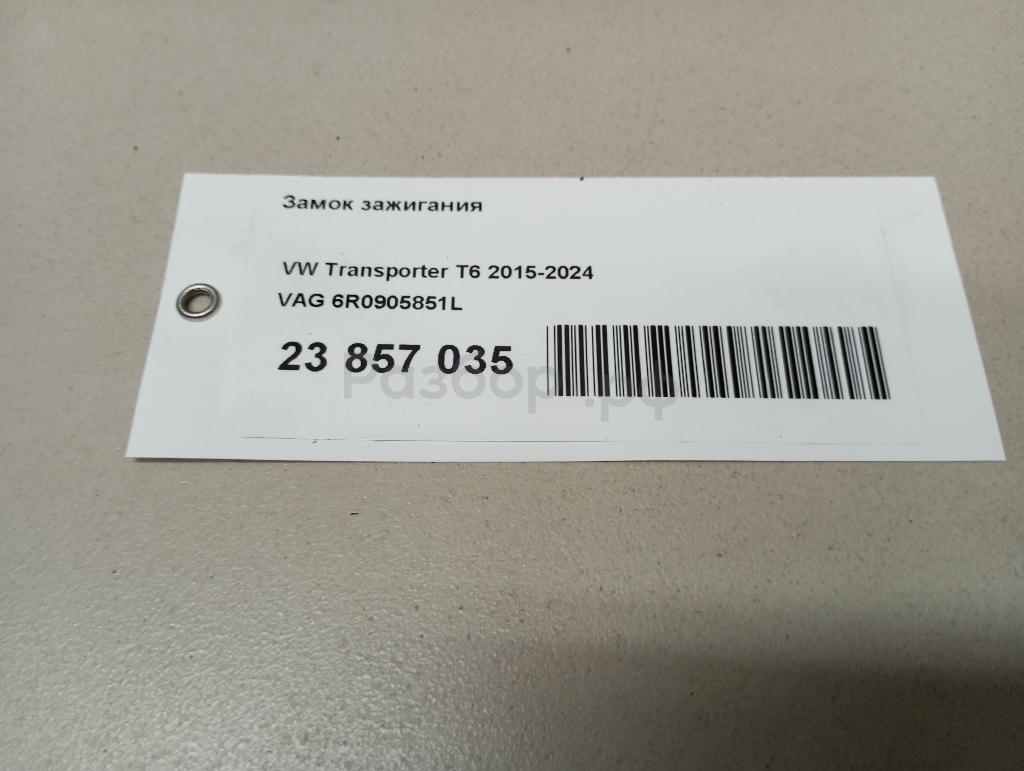 Замок зажигания
VW Transporter T6 2015-2024
VAG 6R0905851L
23 857 035
Разбор.рф